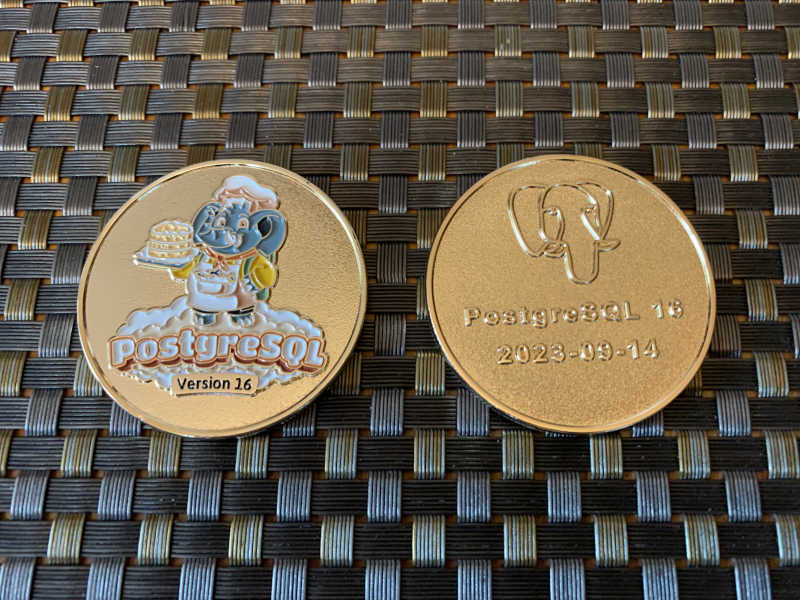 PostgreSQL
Version 16
PostgreSQL 16
2023-09-14